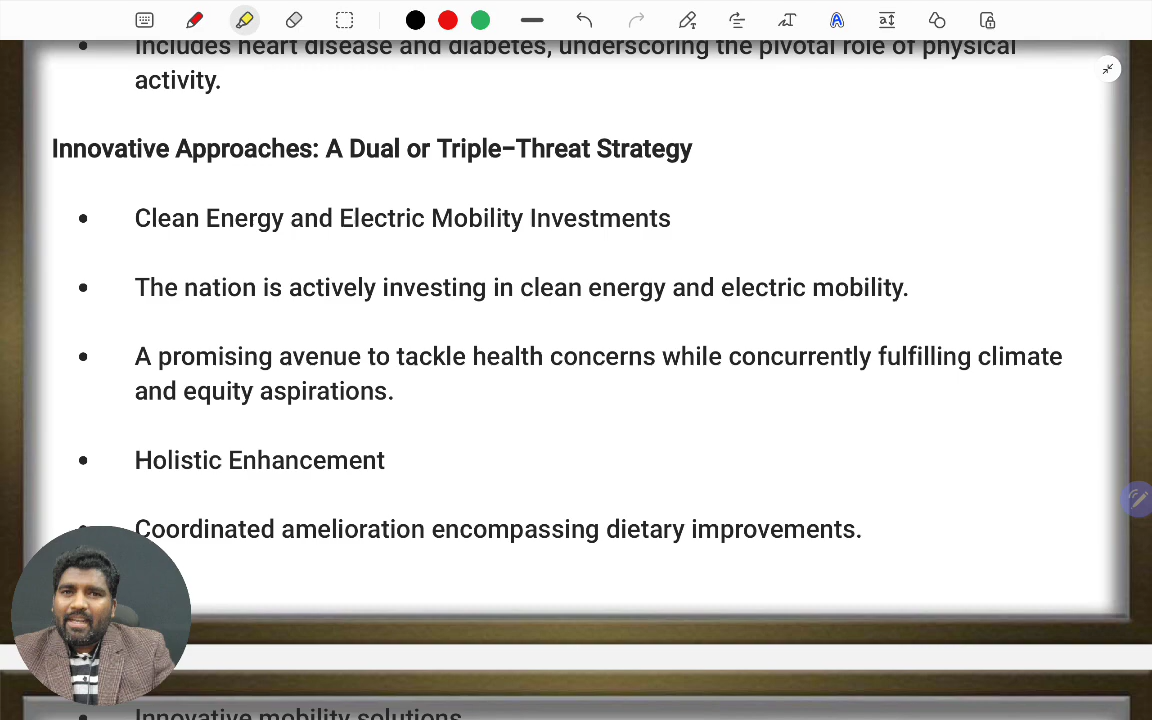 Includes heart disease and diabetes, underscoring the pivotal role of physical
activity.
Innovative Approaches: A Dual or Triple-Threat Strategy
• Clean Energy and Electric Mobility Investments
• The nation is actively investing in clean energy and electric mobility.
• A promising avenue to tackle health concerns while concurrently fulfilling climate
and equity aspirations.
• Holistic Enhancement
• Coordinated amelioration encompassing dietary improvements.
• Innovative mobility solutions